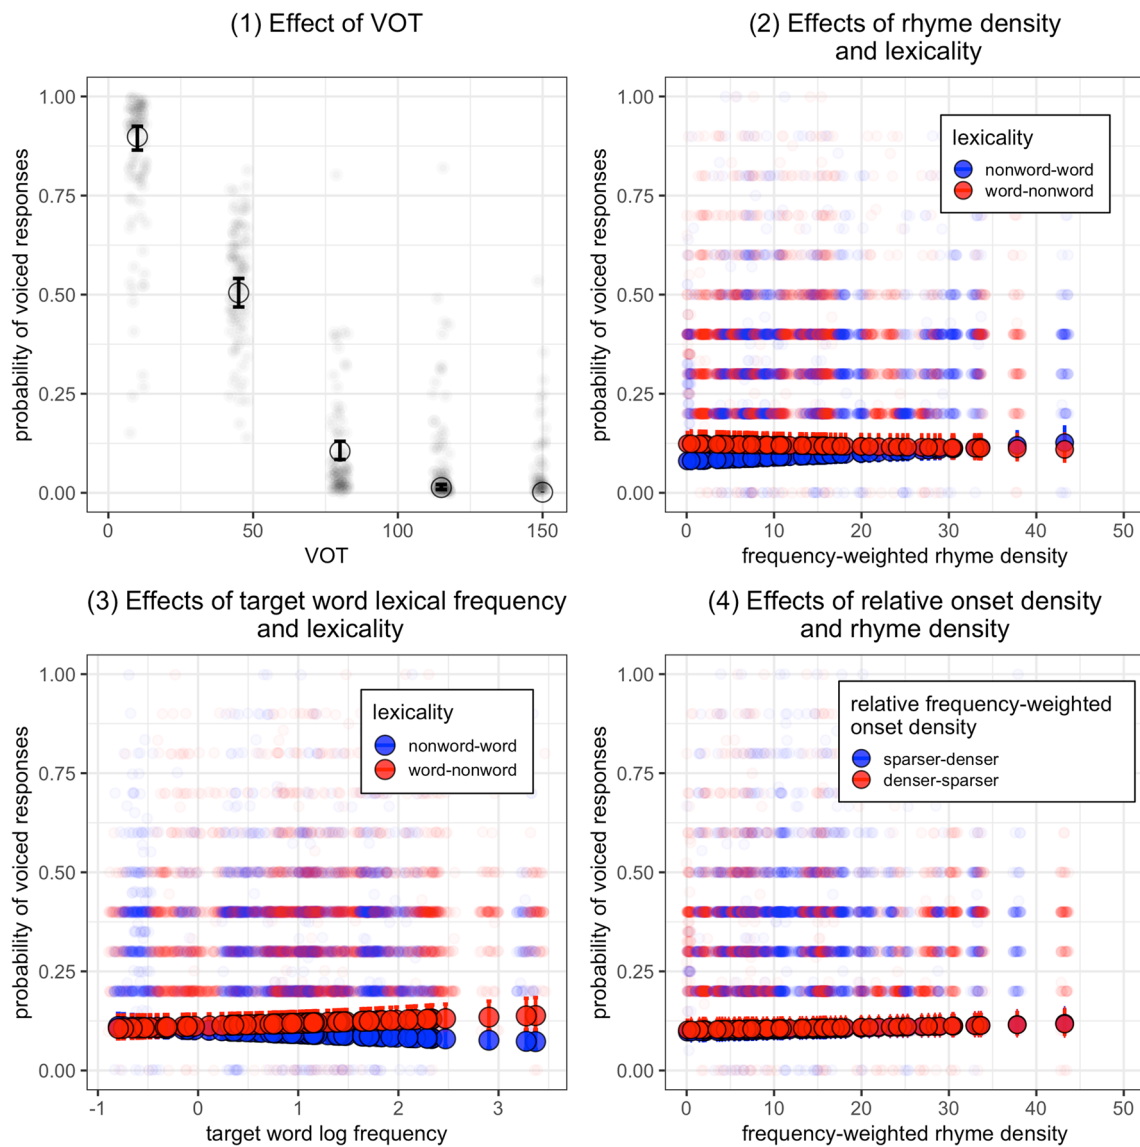 (1) Effect of VOT
probability of voiced responses
1.00
0.75
0.50
0.25
0.00
0
50
100
150
VOT
(2) Effects of rhyme density
and lexicality
probability of voiced responses
1.00
0.75
0.50
0.25
0.00
lexicality
nonword-word
word-nonword
0
10
20
30
40
50
frequency-weighted rhyme density
(3) Effects of target word lexical frequency
and lexicality
probability of voiced responses
1.00
0.75
0.50
0.25
0.00
lexicality
nonword-word
word-nonword
-1
0
1
2
3
target word log frequency
(4) Effects of relative onset density
and rhyme density
probability of voiced responses
1.00
0.75
0.50
0.25
0.00
relative frequency-weighted
onset density
sparser-denser
denser-sparser
0
10
20
30
40
50
frequency-weighted rhyme density